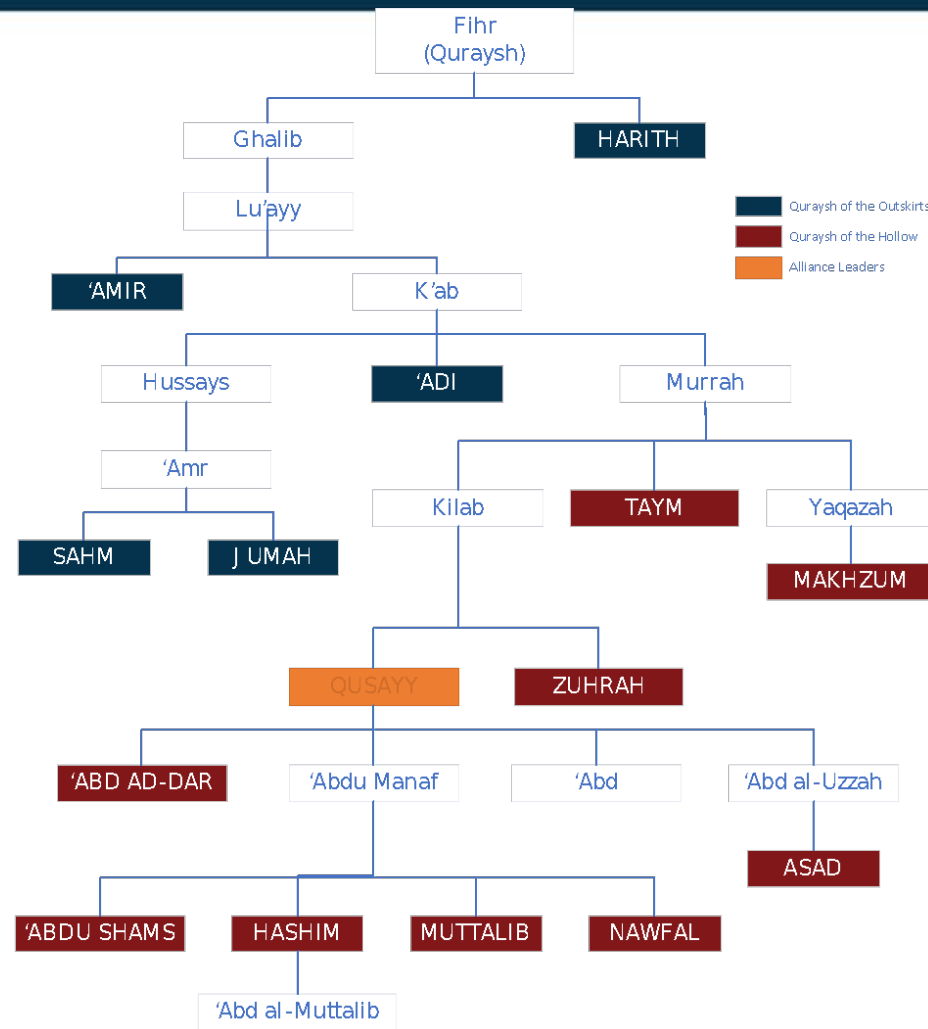 Fihr
(Quraysh)
Ghalib
HARITH
Lu'ayy
Quraysh of the Outskirts
Quraysh of the Hollow
Alliance Leaders
‘AMIR
K’ab
Hussays
‘ADI
Murrah
‘Amr
Kilab
TAYM
Yaqazah
SAHM
JUMAH
MAKHZUM
QUSAYY
ZUHRAH
‘ABD AD-DAR
‘Abdu Manaf
‘Abd
‘Abd al-Uzzah
ASAD
‘ABDU SHAMS
HASHIM
MUTTALIB
NAWFAL
‘Abd al-Muttalib